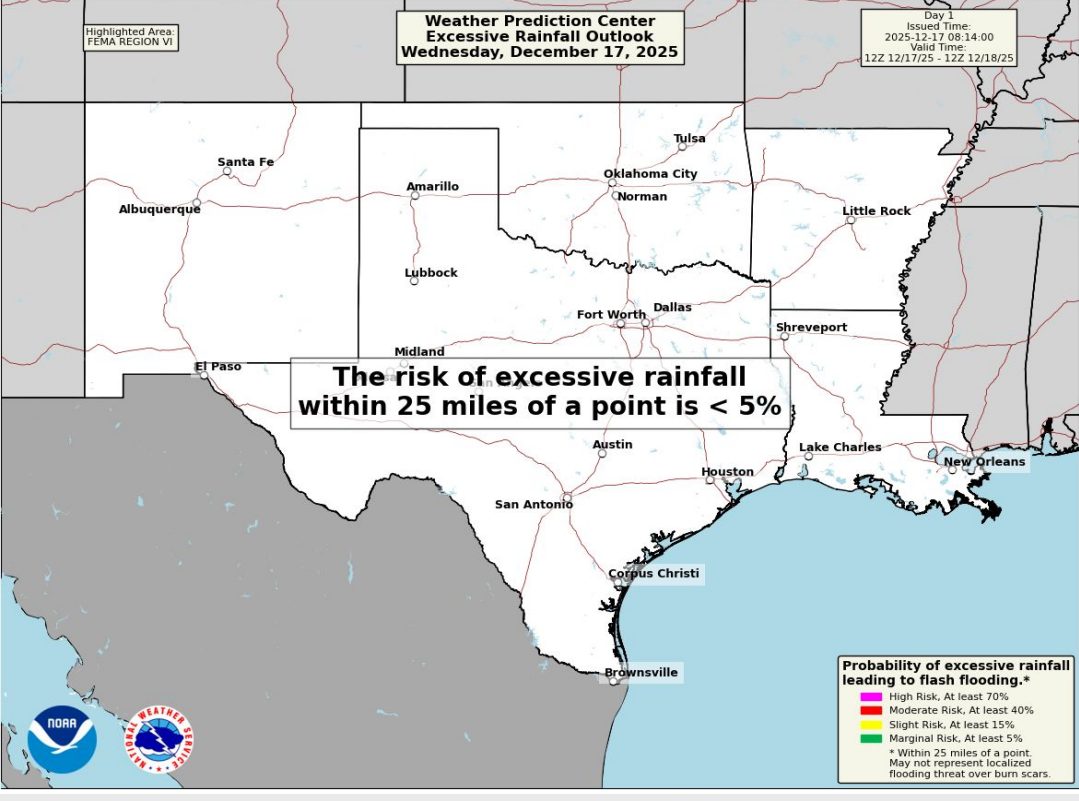 Highlighted Area:
FEMA REGION VI
Weather Prediction Center
Excessive Rainfall Outlook
Wednesday, December 17, 2025
Day 1
Issued Time:
2025-12-17 08:14:00
Valid Time:
12Z 12/17/25 - 12Z 12/18/25
Tulsa
Santa Fe
Oklahoma City
Amarillo
Norman
Albuquerque
Little Rock
Lubbock
Dallas
Fort Worth
Shreveport
Midland
El Paso
The risk of excessive rainfall
within 25 miles of a point is < 5%
Austin
Lake Charles
New Orleans
Houston
San Antonio
Corpus Christi
Brownsville
Probability of excessive rainfall
leading to flash flooding.*
High Risk, At least 70%
Moderate Risk, At least 40%
Slight Risk, At least 15%
Marginal Risk, At least 5%
* Within 25 miles of a point.
May not represent localized
flooding threat over burn scars.
NOAA
NATIONAL WEATHER SERVICE